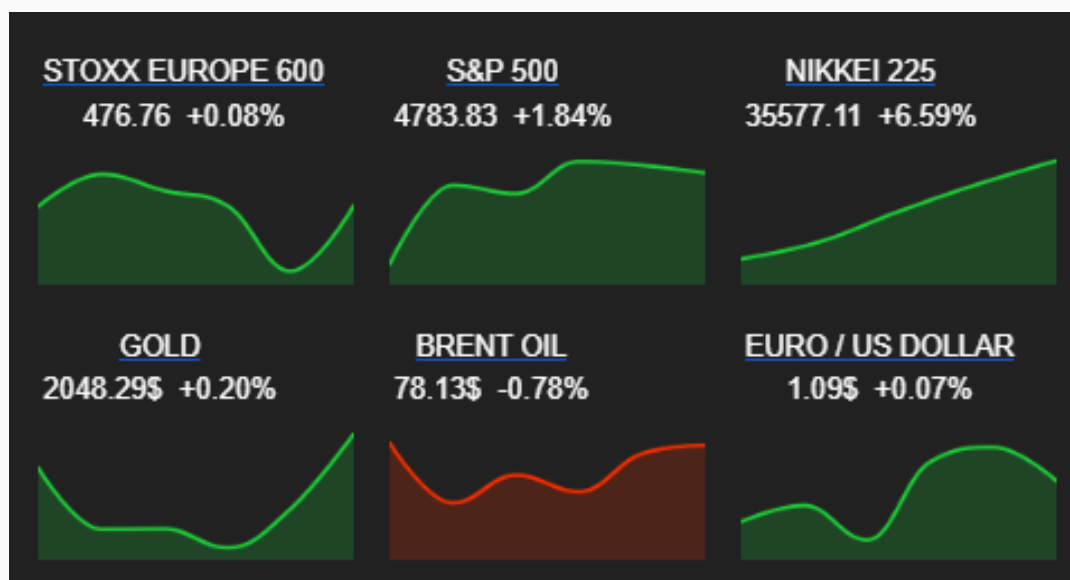 STOXX EUROPE 600
476.76 +0.08%
S&P 500
4783.83 +1.84%
NIKKEI 225
35577.11 +6.59%
GOLD
2048.29$ +0.20%
BRENT OIL
78.13$ -0.78%
EURO / US DOLLAR
1.09$ +0.07%